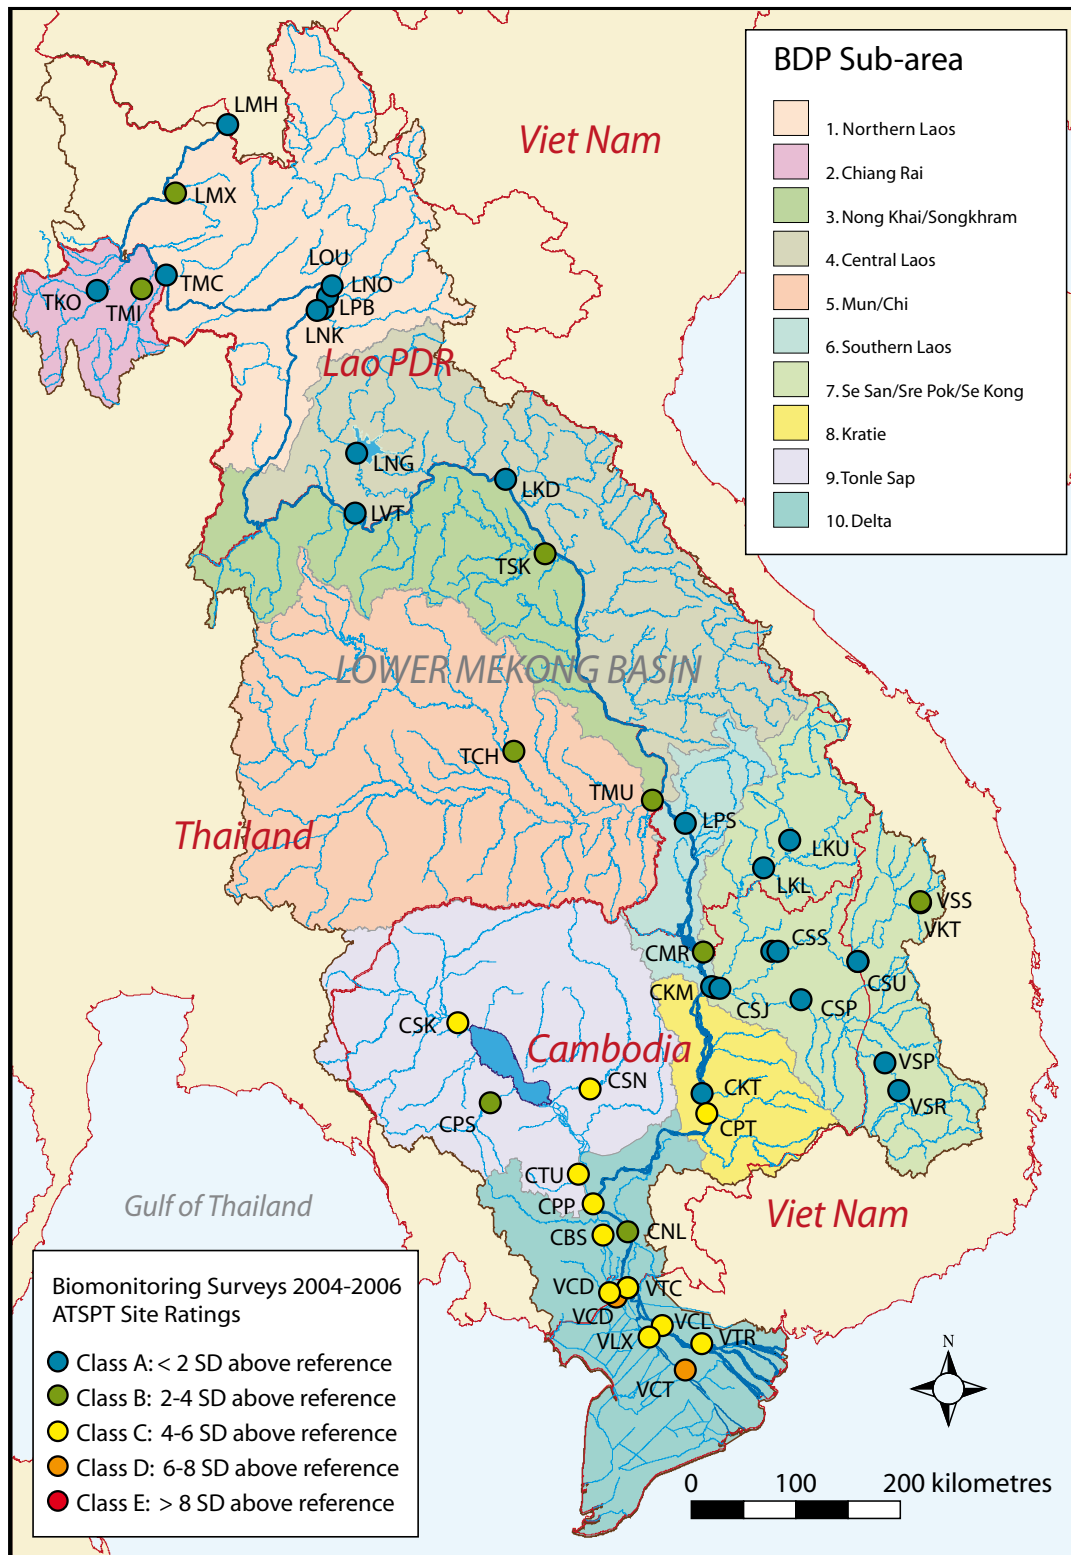 BDP Sub-area
1. Northern Laos
2. Chiang Rai
3. Nong Khai/Songkhram
4. Central Laos
5. Mun/Chi
6. Southern Laos
7. Se San/Sre Pok/Se Kong
8. Kratie
9. Tonle Sap
10. Delta
LMH
Viet Nam
LMX
LOU
TMC
LNO
TKO
TMI
LPB
LNK
Lao PDR
LNG
LKD
LVT
TSK
LOWER MEKONG BASIN
TCH
TMU
LPS
Thailand
LKU
LKL
VSS
VKT
CSS
CMR
CSU
CKM
CSJ
CSP
CSK
Cambodia
VSP
CSN
CKT
VSR
CPS
CPT
CTU
Gulf of Thailand
CPP
Viet Nam
CBS
CNL
VCD
VTC
VCD
VCL
VLX
VTR
VCT
Biomonitoring Surveys 2004-2006
ATSPT Site Ratings
Class A: < 2 SD above reference
Class B: 2-4 SD above reference
Class C: 4-6 SD above reference
Class D: 6-8 SD above reference
Class E: > 8 SD above reference
N
0 100 200 kilometres